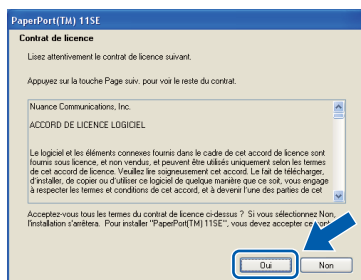 PaperPort(TM) 11SE
Contrat de licence
Lisez attentivement le contrat de licence suivant.
Appuyez sur la touche Page suiv. pour voir le reste du contrat.
Nuance Communications, Inc.
ACCORD DE LICENCE LOGICIEL
Le logiciel et les éléments connexes fournis dans le cadre de cet accord de licence sont
fournis sous licence, et non vendus, et peuvent être utilisés uniquement selon les termes
de cet accord de licence. Veuillez lire soigneusement cet accord. Le fait de télécharger,
d'installer, de copier ou d'utiliser ce logiciel de quelque manière que ce soit, vous engage
à respecter les termes et conditions de cet accord, et à devenir l'une des parties de cet
Acceptez-vous tous les termes du contrat de licence ci-dessus ? Si vous sélectionnez Non,
l'installation s'arrêtera. Pour installer "PaperPort(TM) 11SE", vous devez accepter ce
Oui
Non